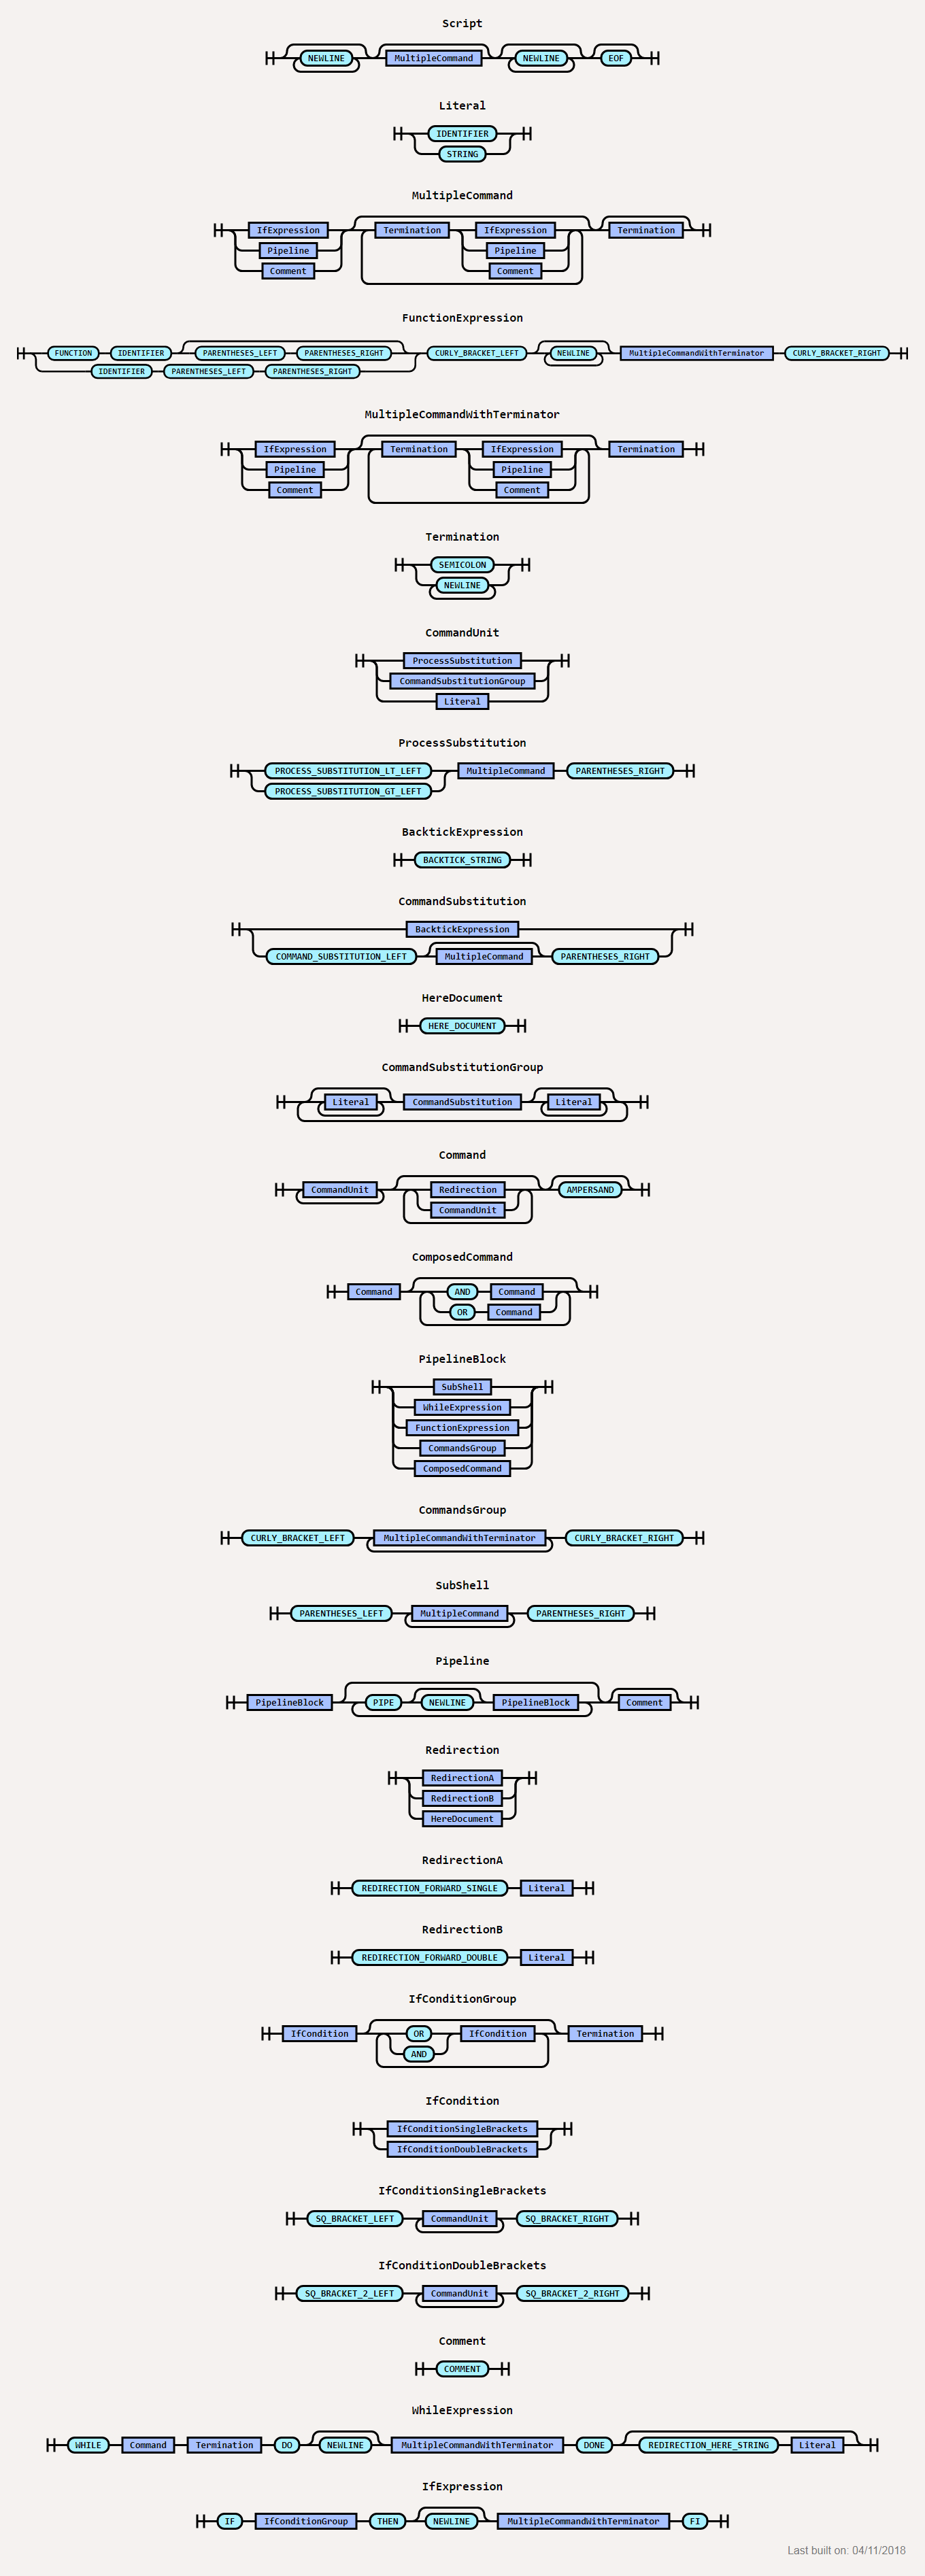 Script
NEWLINE MultipleCommand NEWLINE EOF
Literal
IDENTIFIER
STRING
MultipleCommand
IfExpression Termination IfExpression Termination
Pipeline Pipeline
Comment Comment
FunctionExpression
FUNCTION IDENTIFIER PARENTHESES_LEFT PARENTHESES_RIGHT CURLY_BRACKET_LEFT NEWLINE MultipleCommandWithTerminator CURLY_BRACKET_RIGHT
IDENTIFIER PARENTHESES_LEFT PARENTHESES_RIGHT
MultipleCommandWithTerminator
IfExpression Termination IfExpression Termination
Pipeline Pipeline
Comment Comment
Termination
SEMICOLON
NEWLINE
CommandUnit
ProcessSubstitution
CommandSubstitutionGroup
Literal
ProcessSubstitution
PROCESS_SUBSTITUTION_LT_LEFT MultipleCommand PARENTHESES_RIGHT
PROCESS_SUBSTITUTION_GT_LEFT
BacktickExpression
BACKTICK_STRING
CommandSubstitution
BacktickExpression
COMMAND_SUBSTITUTION_LEFT MultipleCommand PARENTHESES_RIGHT
HereDocument
HERE_DOCUMENT
CommandSubstitutionGroup
Literal CommandSubstitution Literal
Command
CommandUnit Redirection AMPERSAND
CommandUnit
ComposedCommand
Command AND Command
OR Command
PipelineBlock
SubShell
WhileExpression
FunctionExpression
CommandsGroup
ComposedCommand
CommandsGroup
CURLY_BRACKET_LEFT MultipleCommandWithTerminator CURLY_BRACKET_RIGHT
SubShell
PARENTHESES_LEFT MultipleCommand PARENTHESES_RIGHT
Pipeline
PipelineBlock PIPE NEWLINE PipelineBlock Comment
Redirection
RedirectionA
RedirectionB
HereDocument
RedirectionA
REDIRECTION_FORWARD_SINGLE Literal
RedirectionB
REDIRECTION_FORWARD_DOUBLE Literal
IfConditionGroup
IfCondition OR IfCondition Termination
AND
IfCondition
IfConditionSingleBrackets
IfConditionDoubleBrackets
IfConditionSingleBrackets
SQ_BRACKET_LEFT CommandUnit SQ_BRACKET_RIGHT
IfConditionDoubleBrackets
SQ_BRACKET_2_LEFT CommandUnit SQ_BRACKET_2_RIGHT
Comment
COMMENT
WhileExpression
WHILE Command Termination DO NEWLINE MultipleCommandWithTerminator DONE REDIRECTION_HERE_STRING Literal
IfExpression
IF IfConditionGroup THEN NEWLINE MultipleCommandWithTerminator FI
Last built on: 04/11/2018